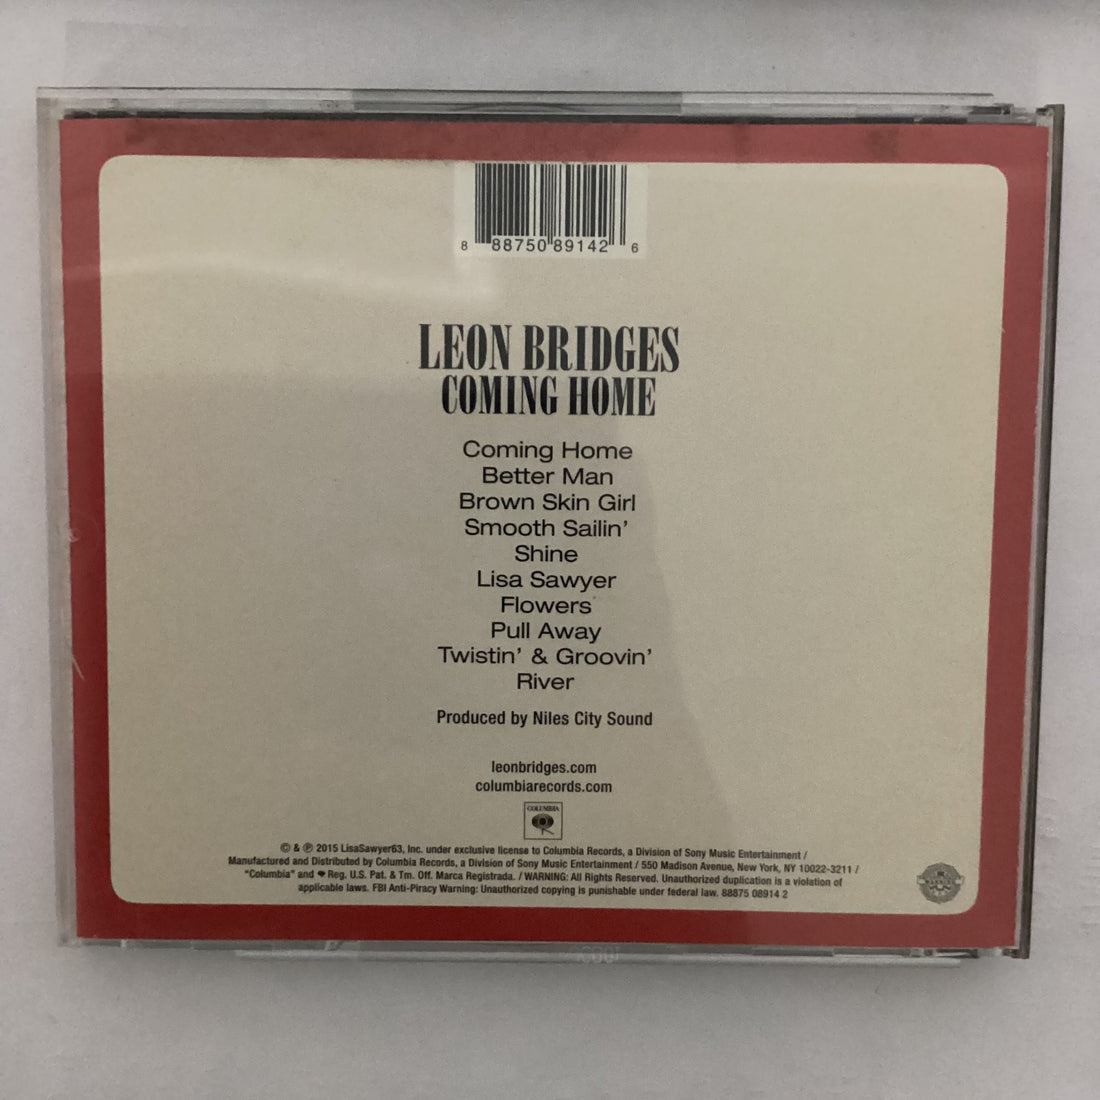 8 88750 89142 6
LEON BRIDGES
COMING HOME
Coming Home
Better Man
Brown Skin Girl
Smooth Sailin’
Shine
Lisa Sawyer
Flowers
Pull Away
Twistin’ & Groovin’
River
Produced by Niles City Sound
leonbridges.com
columbiarecords.com
COLUMBIA
© & ℗ 2015 LisaSawyer63, Inc. under exclusive license to Columbia Records, a Division of Sony Music Entertainment /
Manufactured and Distributed by Columbia Records, a Division of Sony Music Entertainment / 550 Madison Avenue, New York, NY 10022-3211 /
"Columbia" and ❤ Reg. U.S. Pat. & Tm. Off. Marca Registrada. / WARNING: All Rights Reserved. Unauthorized duplication is a violation of
applicable laws. FBI Anti-Piracy Warning: Unauthorized copying is punishable under federal law. 88875 08914 2